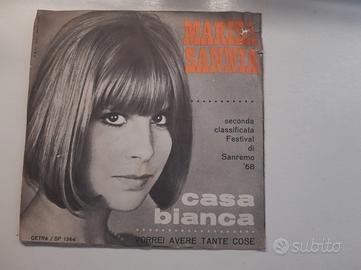 MARISA
SANNIA
seconda
classificata
Festival
di
Sanremo
'68
casa
bianca
CETRA / SP 1364
VORREI AVERE TANTE COSE
subito